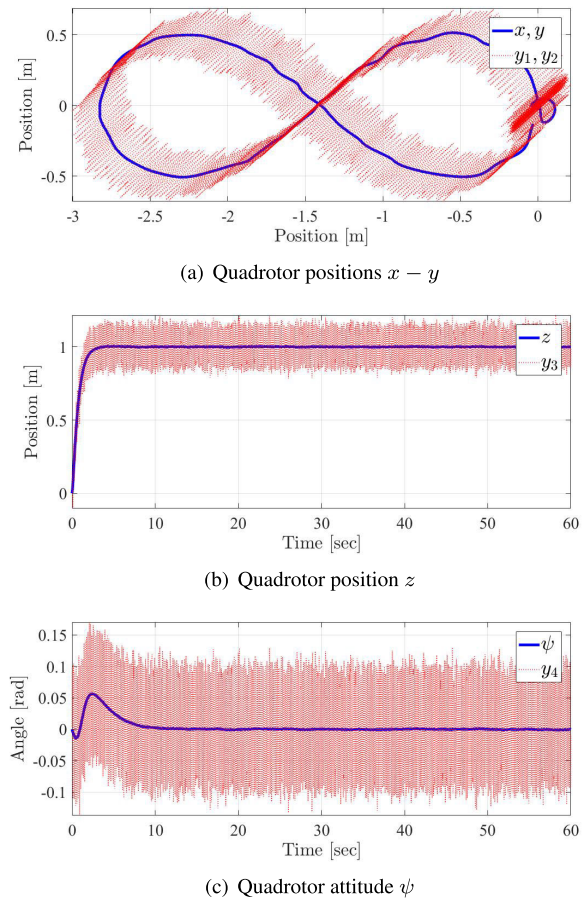 0.5
0
-0.5
Position [m]
x, y
y1, y2
-3 -2.5 -2 -1.5 -1 -0.5 0
Position [m]
(a) Quadrotor positions x − y
1
0.5
0
Position [m]
z
y3
0 10 20 30 40 50 60
Time [sec]
(b) Quadrotor position z
0.15
0.1
0.05
0
-0.05
-0.1
Angle [rad]
ψ
y4
0 10 20 30 40 50 60
Time [sec]
(c) Quadrotor attitude ψ